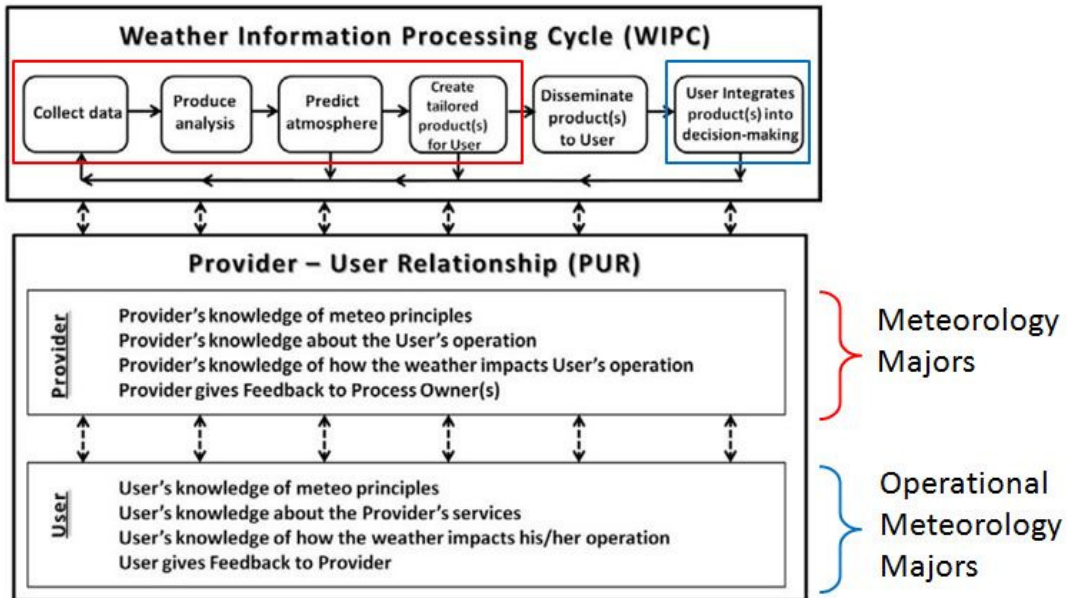 Weather Information Processing Cycle (WIPC)
Collect data
Produce
analysis
Predict
atmosphere
Create
tailored
product(s)
for User
Disseminate
product(s)
to User
User Integrates
product(s) into
decision-making
Provider – User Relationship (PUR)
Provider
Provider's knowledge of meteo principles
Provider's knowledge about the User's operation
Provider's knowledge of how the weather impacts User's operation
Provider gives Feedback to Process Owner(s)
Meteorology
Majors
User
User's knowledge of meteo principles
User's knowledge about the Provider's services
User's knowledge of how the weather impacts his/her operation
User gives Feedback to Provider
Operational
Meteorology
Majors